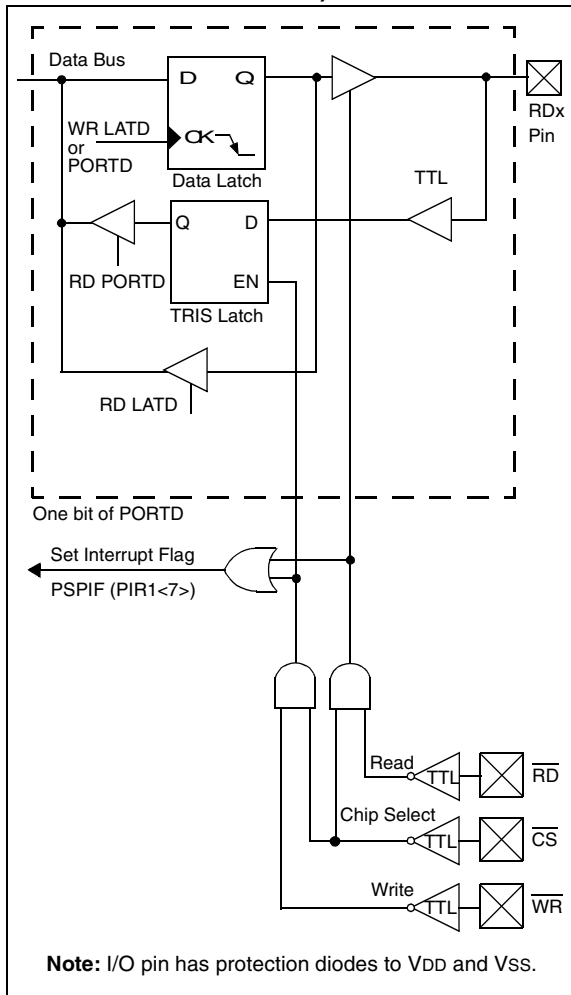 Data Bus
D Q
RDx
Pin
WR LATD
or
PORTD
CK
Data Latch
TTL
Q D
RD PORTD
EN
TRIS Latch
RD LATD
One bit of PORTD
Set Interrupt Flag
PSPIF (PIR1<7>)
Read
TTL
RD
Chip Select
TTL
CS
Write
TTL
WR
Note: I/O pin has protection diodes to VDD and VSS.